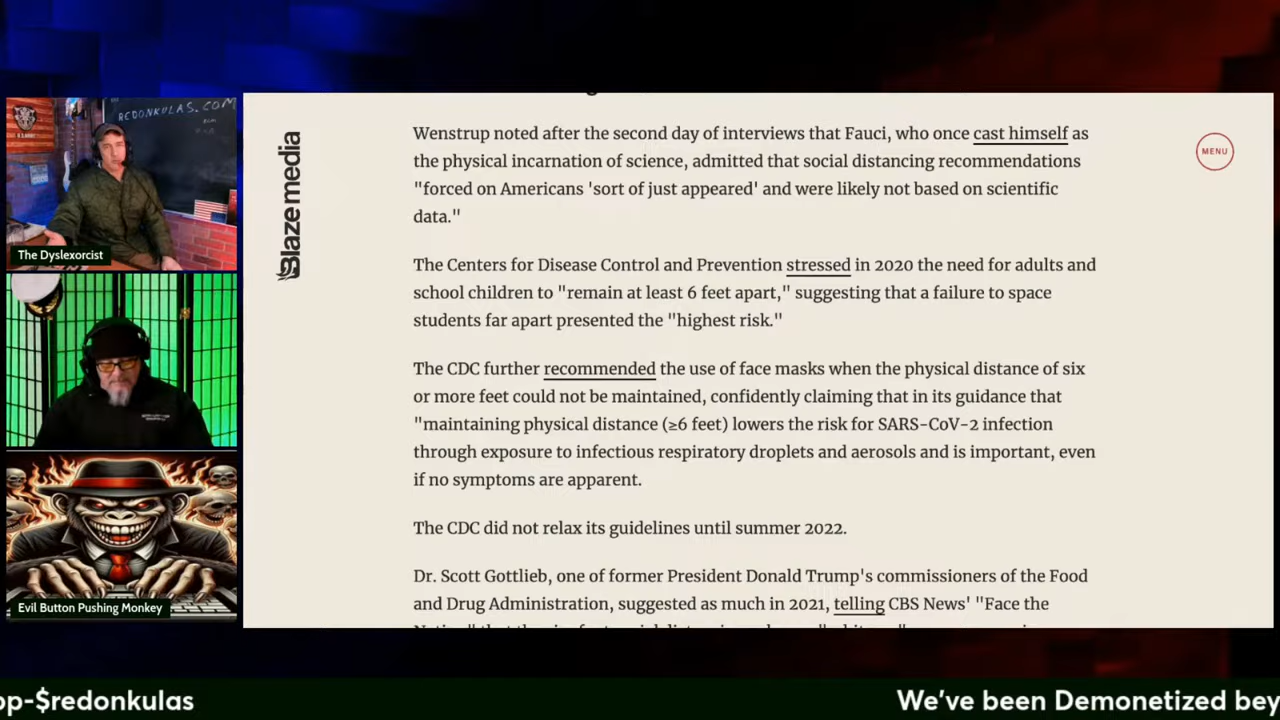 REDONKULAS.COM
The Dyslexorcist
Evil Button Pushing Monkey
Blaze media
MENU
Wenstrup noted after the second day of interviews that Fauci, who once cast himself as
the physical incarnation of science, admitted that social distancing recommendations
"forced on Americans 'sort of just appeared' and were likely not based on scientific
data."
The Centers for Disease Control and Prevention stressed in 2020 the need for adults and
school children to "remain at least 6 feet apart," suggesting that a failure to space
students far apart presented the "highest risk."
The CDC further recommended the use of face masks when the physical distance of six
or more feet could not be maintained, confidently claiming that in its guidance that
"maintaining physical distance (≥6 feet) lowers the risk for SARS-CoV-2 infection
through exposure to infectious respiratory droplets and aerosols and is important, even
if no symptoms are apparent.
The CDC did not relax its guidelines until summer 2022.
Dr. Scott Gottlieb, one of former President Donald Trump's commissioners of the Food
and Drug Administration, suggested as much in 2021, telling CBS News' "Face the
op-$redonkulas
We've been Demonetized bey